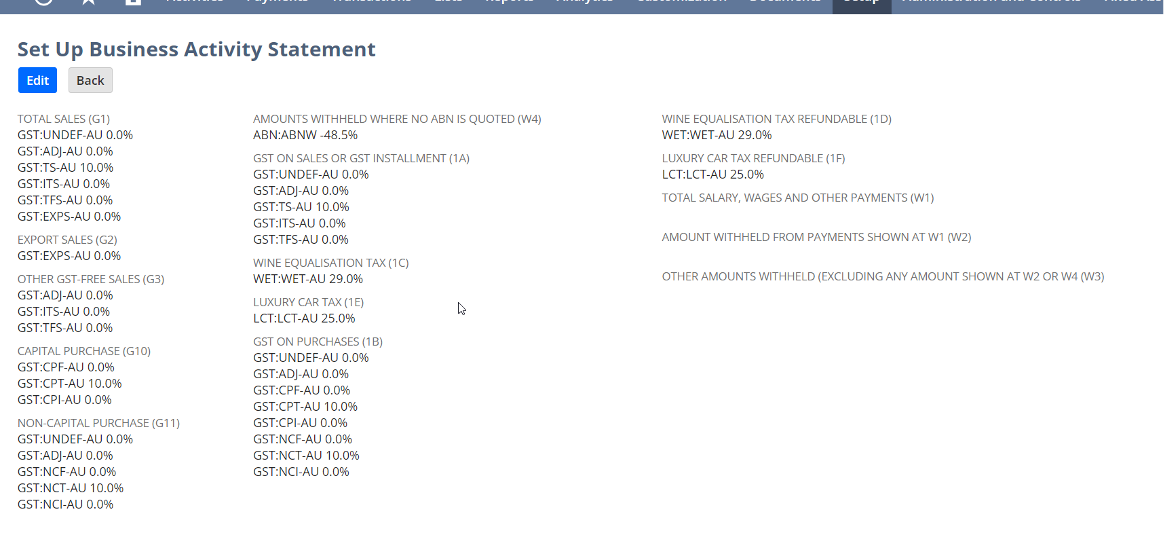 Activities Payments Transactions Lists Reports Analytics Customization Documents Setup Administration and Controls Fixed Ass
Set Up Business Activity Statement
Edit Back
TOTAL SALES (G1)
GST:UNDEF-AU 0.0%
GST:ADJ-AU 0.0%
GST:TS-AU 10.0%
GST:ITS-AU 0.0%
GST:TFS-AU 0.0%
GST:EXPS-AU 0.0%
EXPORT SALES (G2)
GST:EXPS-AU 0.0%
OTHER GST-FREE SALES (G3)
GST:ADJ-AU 0.0%
GST:ITS-AU 0.0%
GST:TFS-AU 0.0%
CAPITAL PURCHASE (G10)
GST:CPF-AU 0.0%
GST:CPT-AU 10.0%
GST:CPI-AU 0.0%
NON-CAPITAL PURCHASE (G11)
GST:UNDEF-AU 0.0%
GST:ADJ-AU 0.0%
GST:NCF-AU 0.0%
GST:NCT-AU 10.0%
GST:NCI-AU 0.0%
AMOUNTS WITHHELD WHERE NO ABN IS QUOTED (W4)
ABN:ABNW -48.5%
GST ON SALES OR GST INSTALLMENT (1A)
GST:UNDEF-AU 0.0%
GST:ADJ-AU 0.0%
GST:TS-AU 10.0%
GST:ITS-AU 0.0%
GST:TFS-AU 0.0%
WINE EQUALISATION TAX (1C)
WET:WET-AU 29.0%
LUXURY CAR TAX (1E)
LCT:LCT-AU 25.0%
GST ON PURCHASES (1B)
GST:UNDEF-AU 0.0%
GST:ADJ-AU 0.0%
GST:CPF-AU 0.0%
GST:CPT-AU 10.0%
GST:CPI-AU 0.0%
GST:NCF-AU 0.0%
GST:NCT-AU 10.0%
GST:NCI-AU 0.0%
WINE EQUALISATION TAX REFUNDABLE (1D)
WET:WET-AU 29.0%
LUXURY CAR TAX REFUNDABLE (1F)
LCT:LCT-AU 25.0%
TOTAL SALARY, WAGES AND OTHER PAYMENTS (W1)
AMOUNT WITHHELD FROM PAYMENTS SHOWN AT W1 (W2)
OTHER AMOUNTS WITHHELD (EXCLUDING ANY AMOUNT SHOWN AT W2 OR W4 (W3)